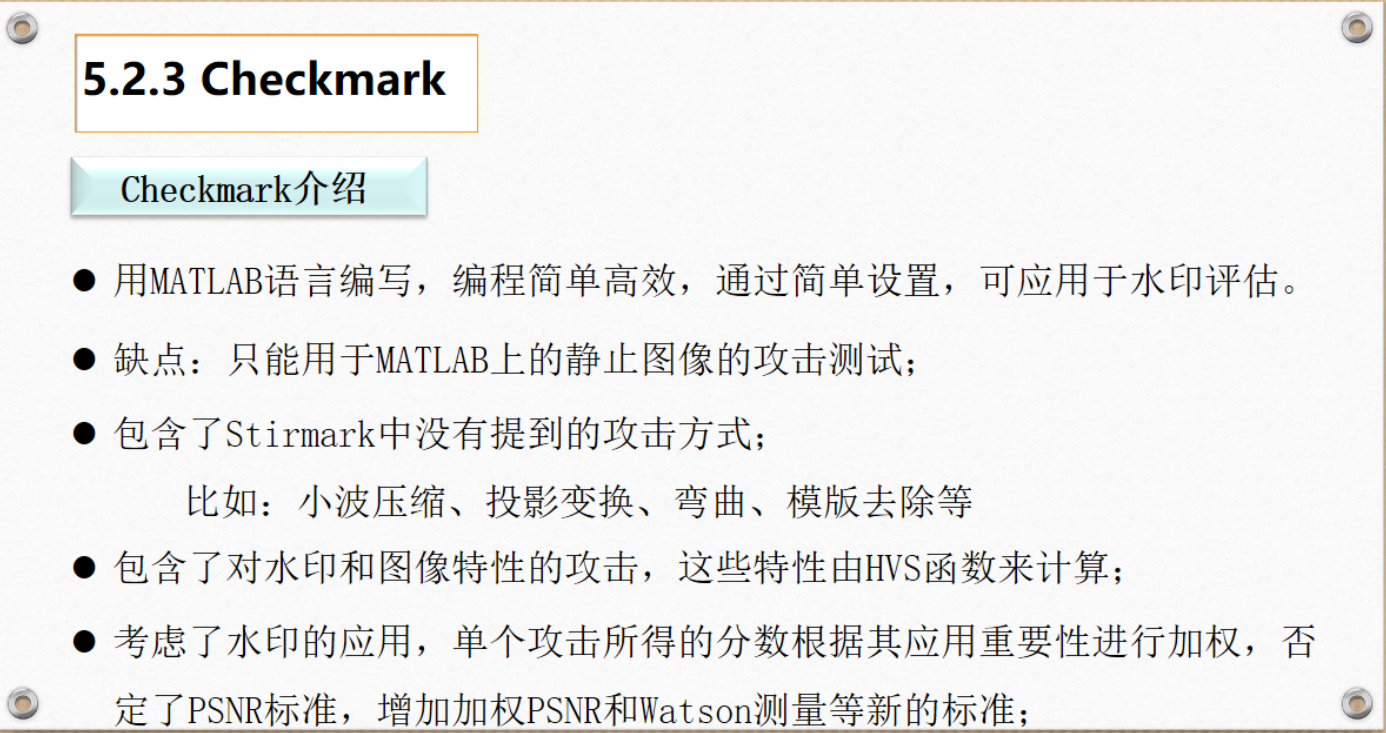 5.2.3 Checkmark
Checkmark介绍
● 用MATLAB语言编写，编程简单高效，通过简单设置，可应用于水印评估。
● 缺点：只能用于MATLAB上的静止图像的攻击测试；
● 包含了Stirmark中没有提到的攻击方式；
比如：小波压缩、投影变换、弯曲、模版去除等
● 包含了对水印和图像特性的攻击，这些特性由HVS函数来计算；
● 考虑了水印的应用，单个攻击所得的分数根据其应用重要性进行加权，否
定了PSNR标准，增加加权PSNR和Watson测量等新的标准；